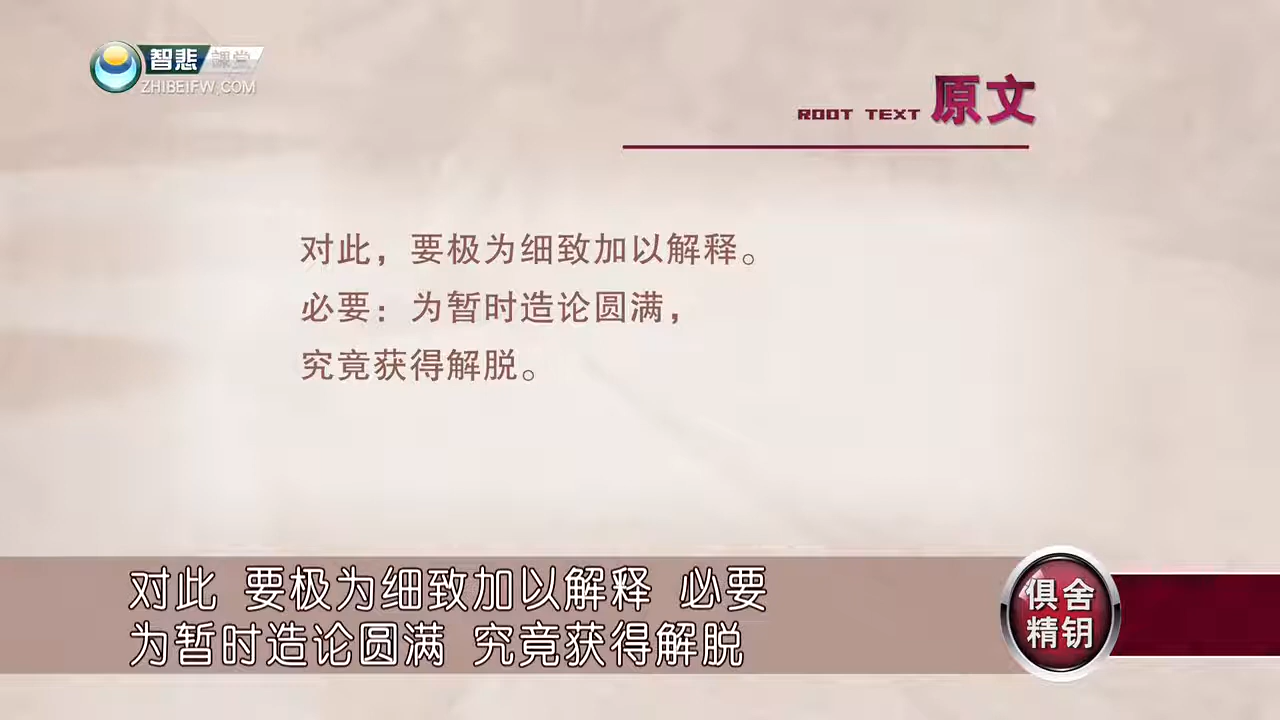 智悲課堂
ZHIBEIFW.COM
ROOT TEXT 原文
对此，要极为细致加以解释。
必要：为暂时造论圆满，
究竟获得解脱。
对此 要极为细致加以解释 必要
为暂时造论圆满 究竟获得解脱
俱舍
精钥